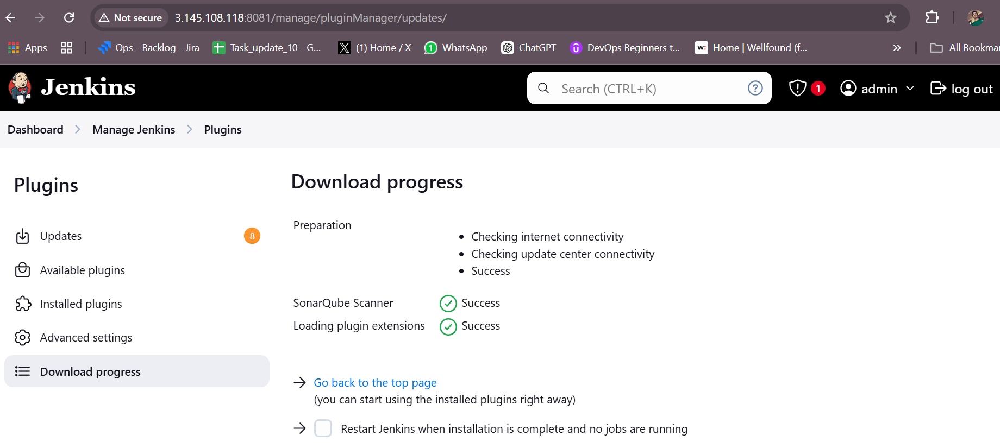 Not secure 3.145.108.118:8081/manage/pluginManager/updates/
Apps Ops - Backlog - Jira Task_update_10 - G... (1) Home / X 1 WhatsApp ChatGPT DevOps Beginners t... w: Home | Wellfound (f... » All Bookmar
Jenkins Search (CTRL+K) ? 1 admin log out
Dashboard Manage Jenkins Plugins
Plugins
Updates 8
Available plugins
Installed plugins
Advanced settings
Download progress
Download progress
Preparation
Checking internet connectivity
Checking update center connectivity
Success
SonarQube Scanner Success
Loading plugin extensions Success
Go back to the top page
(you can start using the installed plugins right away)
Restart Jenkins when installation is complete and no jobs are running